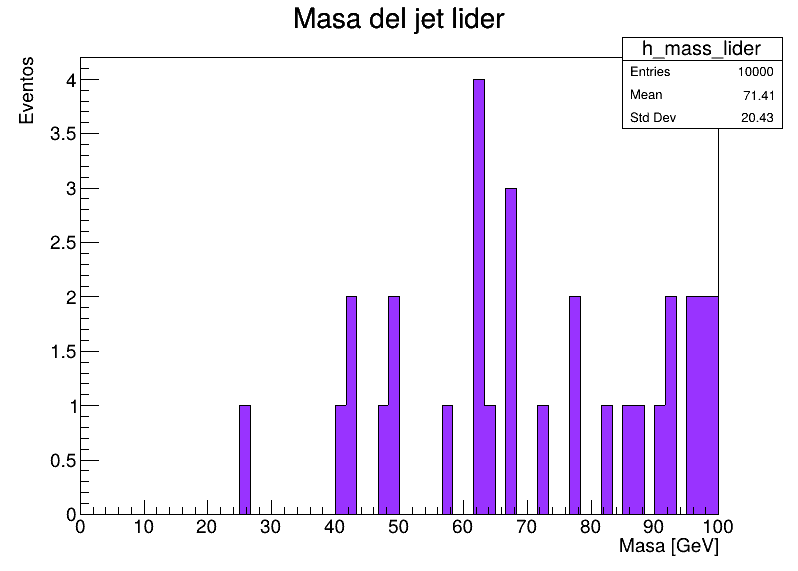 Masa del jet lider
h_mass_lider
Entries 10000
Mean 71.41
Std Dev 20.43
Eventos
4
3.5
3
2.5
2
1.5
1
0.5
0
0 10 20 30 40 50 60 70 80 90 100
Masa [GeV]